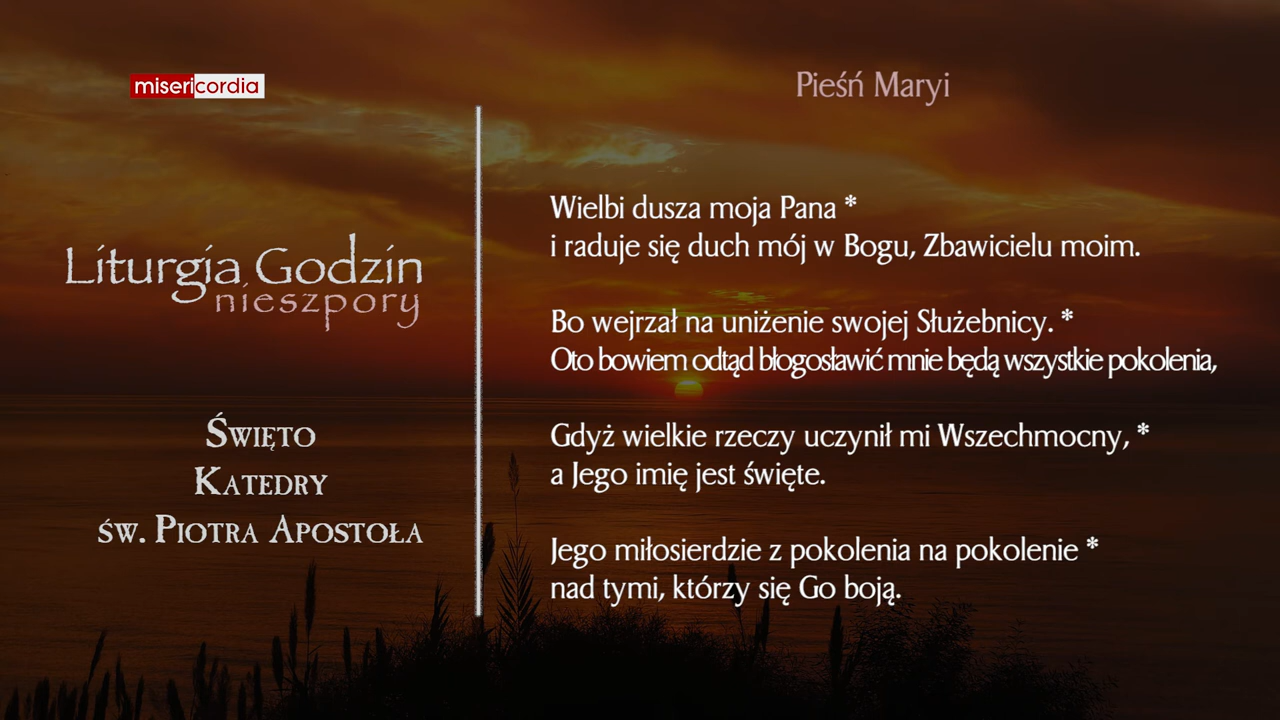 misericordia
Liturgia Godzin
nieszpory
Święto
Katedry
św. Piotra Apostoła
Pieśń Maryi
Wielbi dusza moja Pana *
i raduje się duch mój w Bogu, Zbawicielu moim.
Bo wejrzał na uniżenie swojej Służebnicy. *
Oto bowiem odtąd błogosławić mnie będą wszystkie pokolenia,
Gdyż wielkie rzeczy uczynił mi Wszechmocny, *
a Jego imię jest święte.
Jego miłosierdzie z pokolenia na pokolenie *
nad tymi, którzy się Go boją.